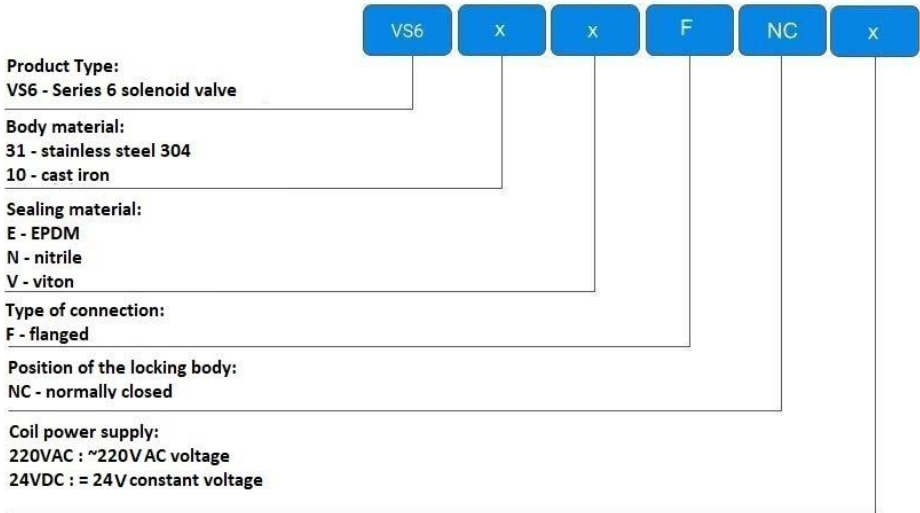 VS6 x x F NC x
Product Type:
VS6 - Series 6 solenoid valve
Body material:
31 - stainless steel 304
10 - cast iron
Sealing material:
E - EPDM
N - nitrile
V - viton
Type of connection:
F - flanged
Position of the locking body:
NC - normally closed
Coil power supply:
220VAC : ~220V AC voltage
24VDC : = 24V constant voltage